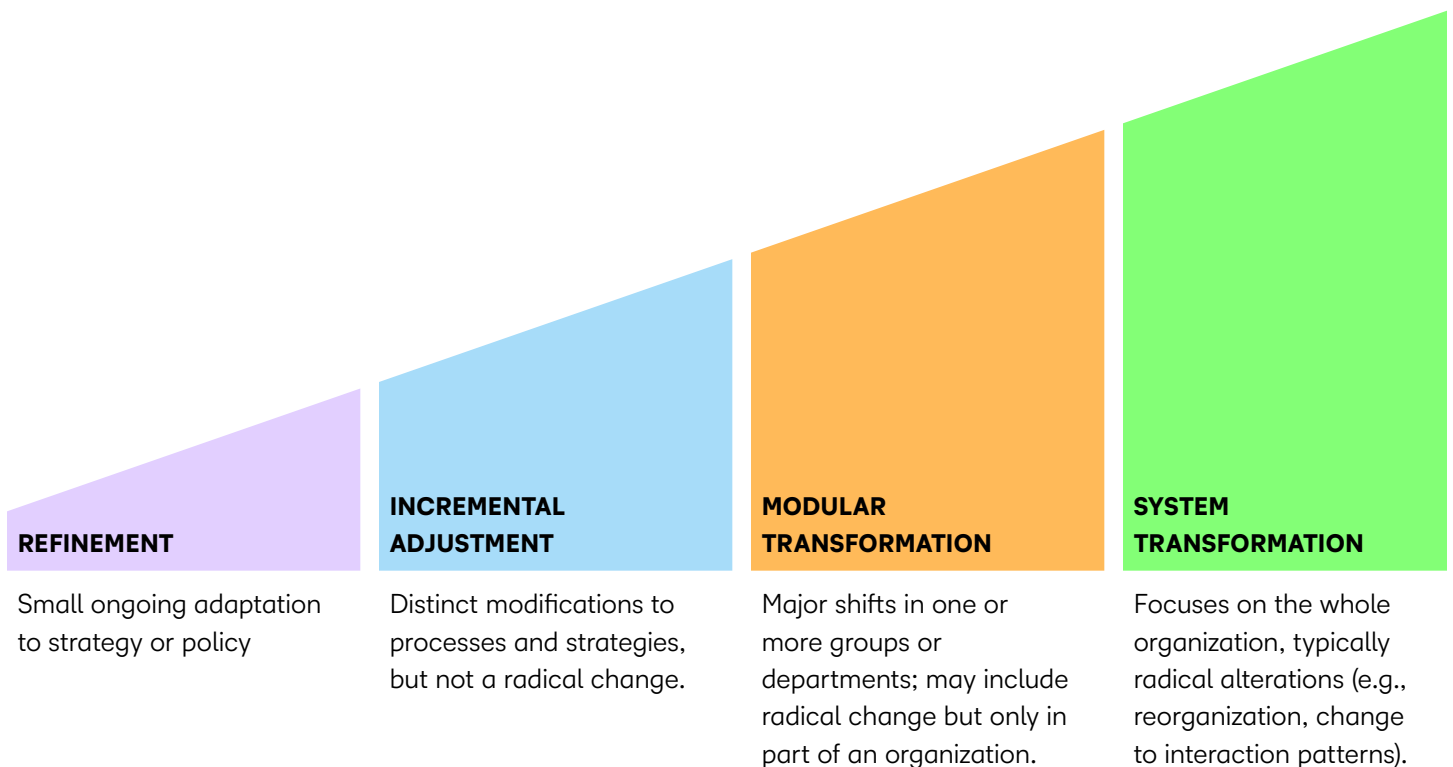 REFINEMENT
Small ongoing adaptation
to strategy or policy
INCREMENTAL
ADJUSTMENT
Distinct modifications to
processes and strategies,
but not a radical change.
MODULAR
TRANSFORMATION
Major shifts in one or
more groups or
departments; may include
radical change but only in
part of an organization.
SYSTEM
TRANSFORMATION
Focuses on the whole
organization, typically
radical alterations (e.g.,
reorganization, change
to interaction patterns).